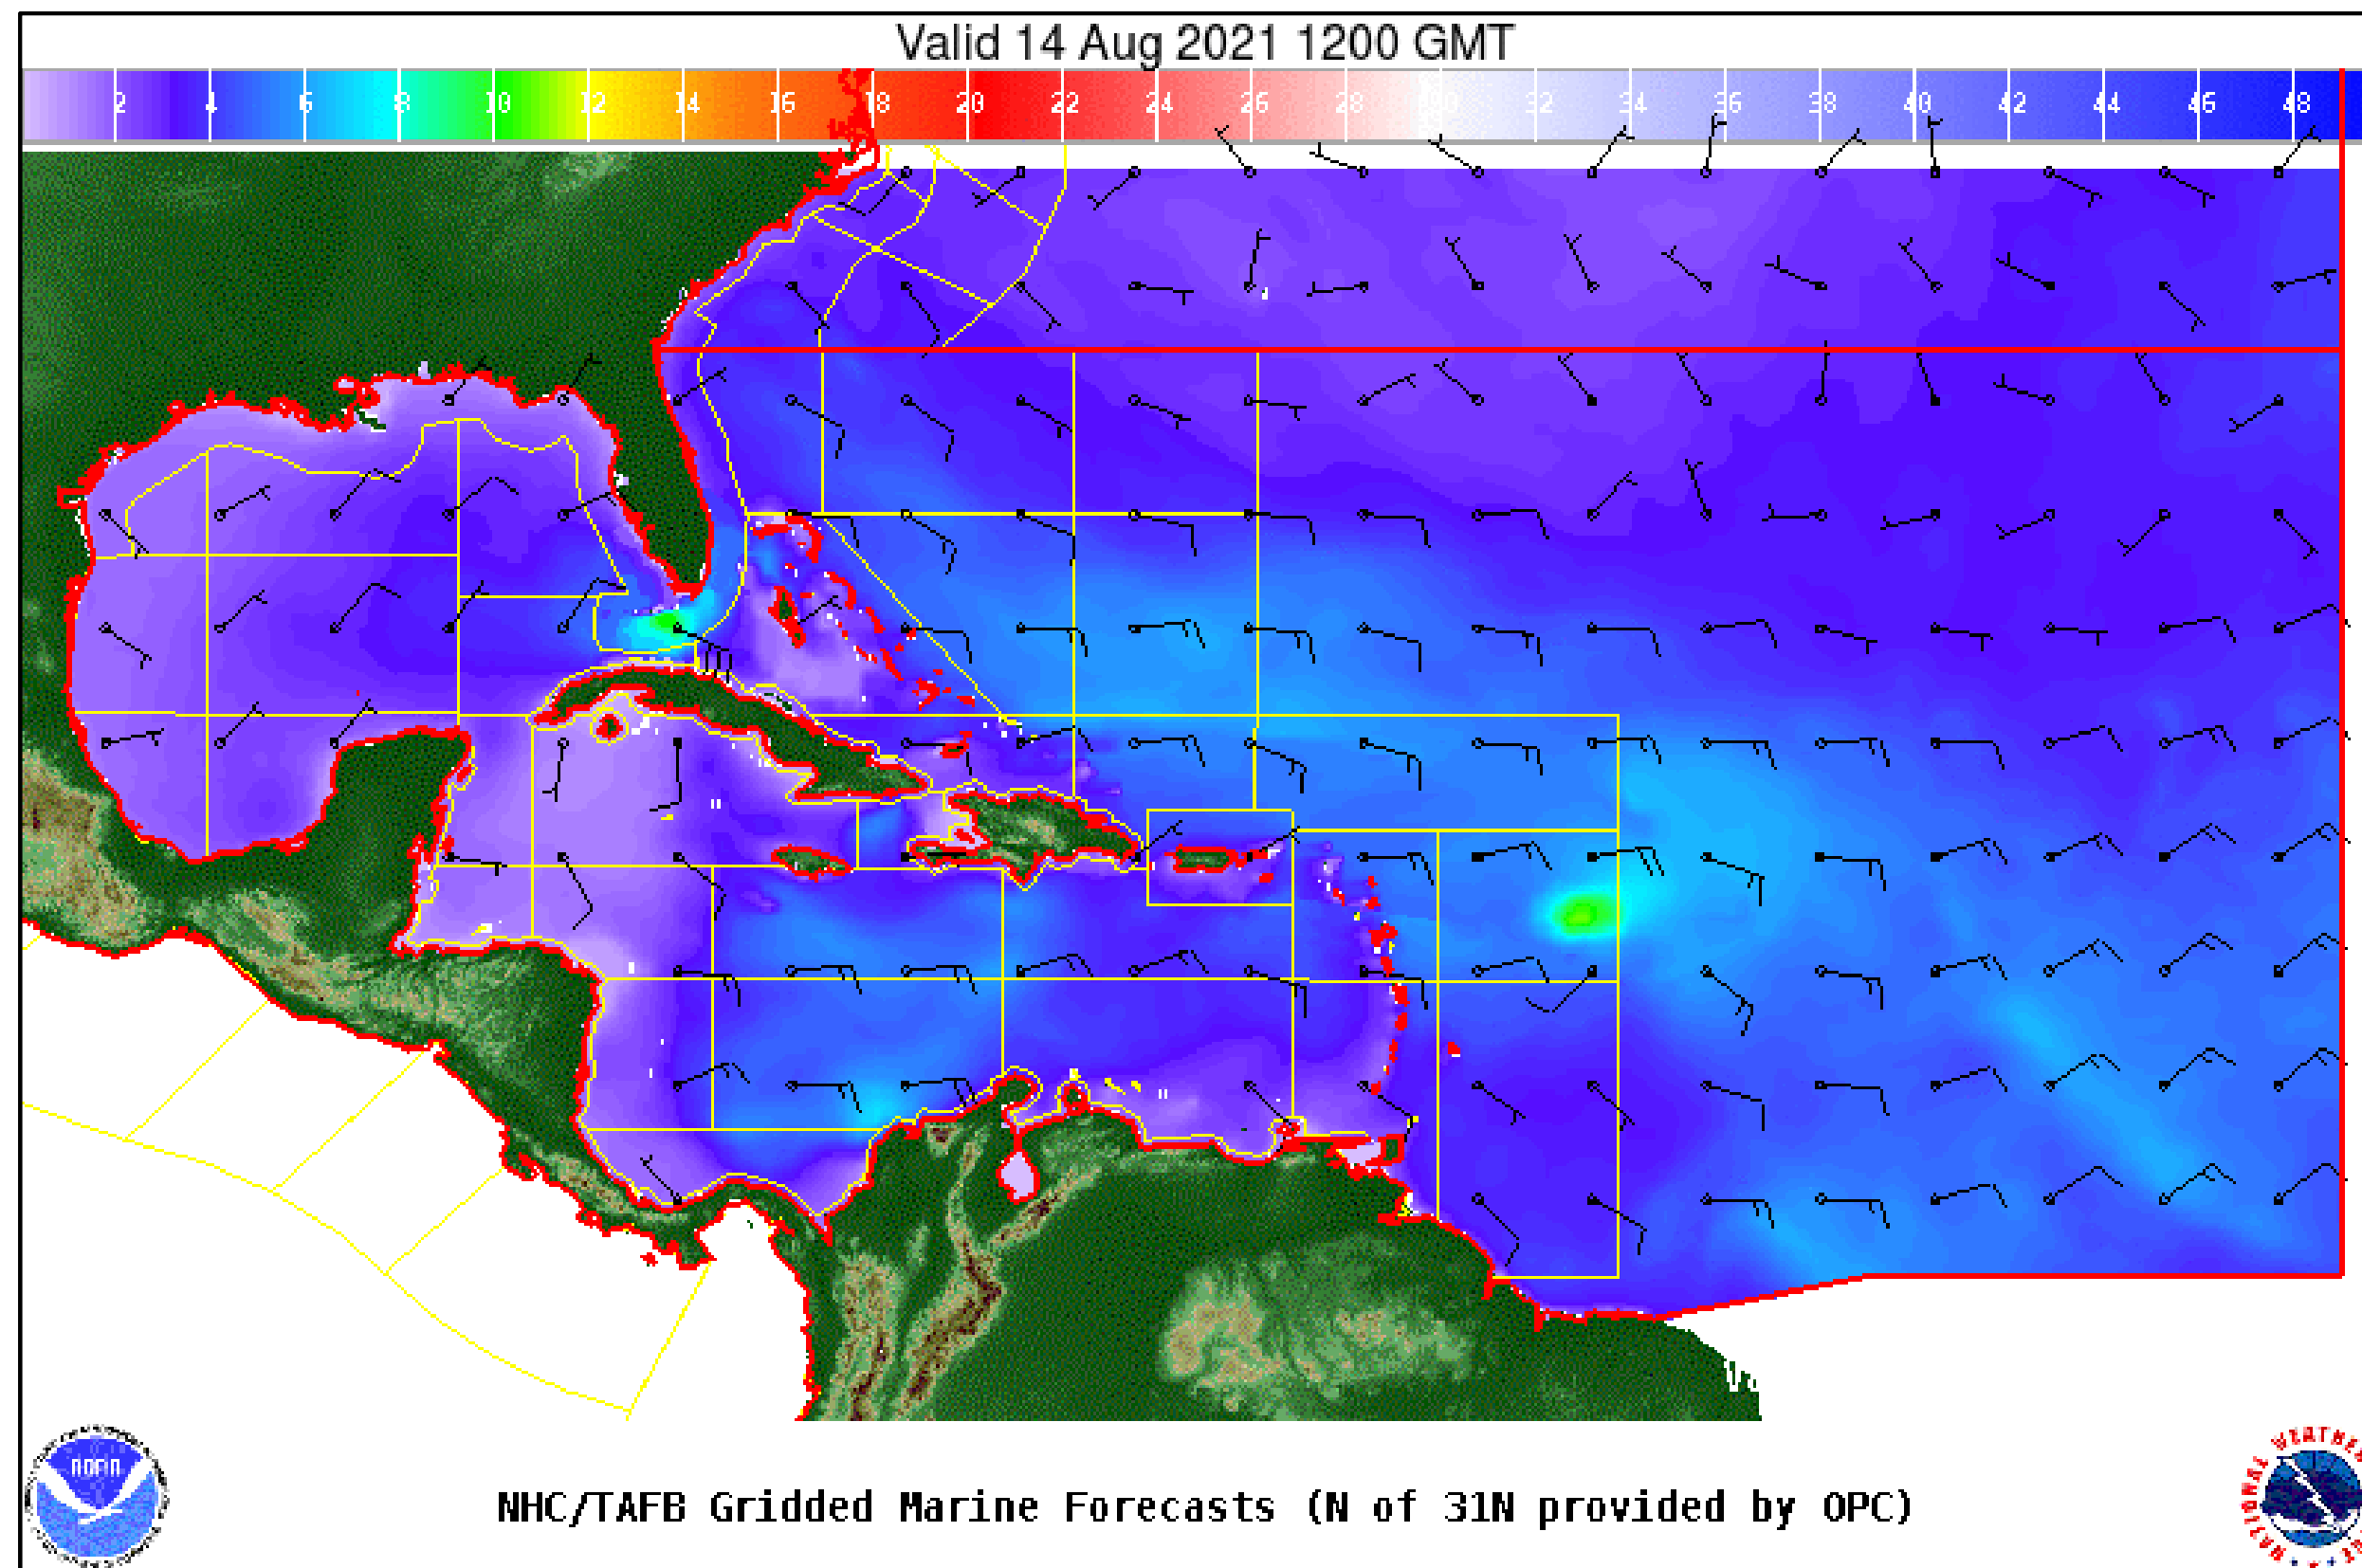 Valid 14 Aug 2021 1200 GMT
2 4 6 8 10 12 14 16 18 20 22 24 26 28 30 32 34 36 38 40 42 44 46 48
NOAA
NHC/TAFB Gridded Marine Forecasts (N of 31N provided by OPC)
NATIONAL WEATHER